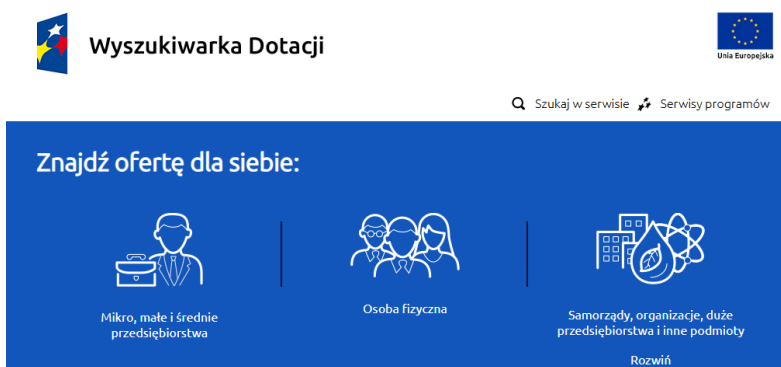 Wyszukiwarka Dotacji
Unia Europejska
Szukaj w serwisie
Serwisy programów
Znajdź ofertę dla siebie:
Mikro, małe i średnie
przedsiębiorstwa
Osoba fizyczna
Samorządy, organizacje, duże
przedsiębiorstwa i inne podmioty
Rozwiń